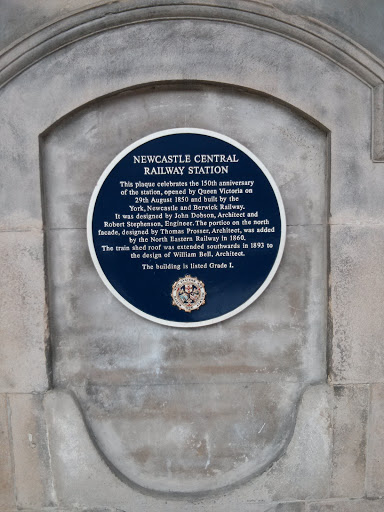 NEWCASTLE CENTRAL
RAILWAY STATION
This plaque celebrates the 150th anniversary
of the station, opened by Queen Victoria on
29th August 1850 and built by the
York, Newcastle and Berwick Railway.
It was designed by John Dobson, Architect and
Robert Stephenson, Engineer. The portico on the north
facade, designed by Thomas Prosser, Architect, was added
by the North Eastern Railway in 1860.
The train shed roof was extended southwards in 1893 to
the design of William Bell, Architect.
The building is listed Grade I.